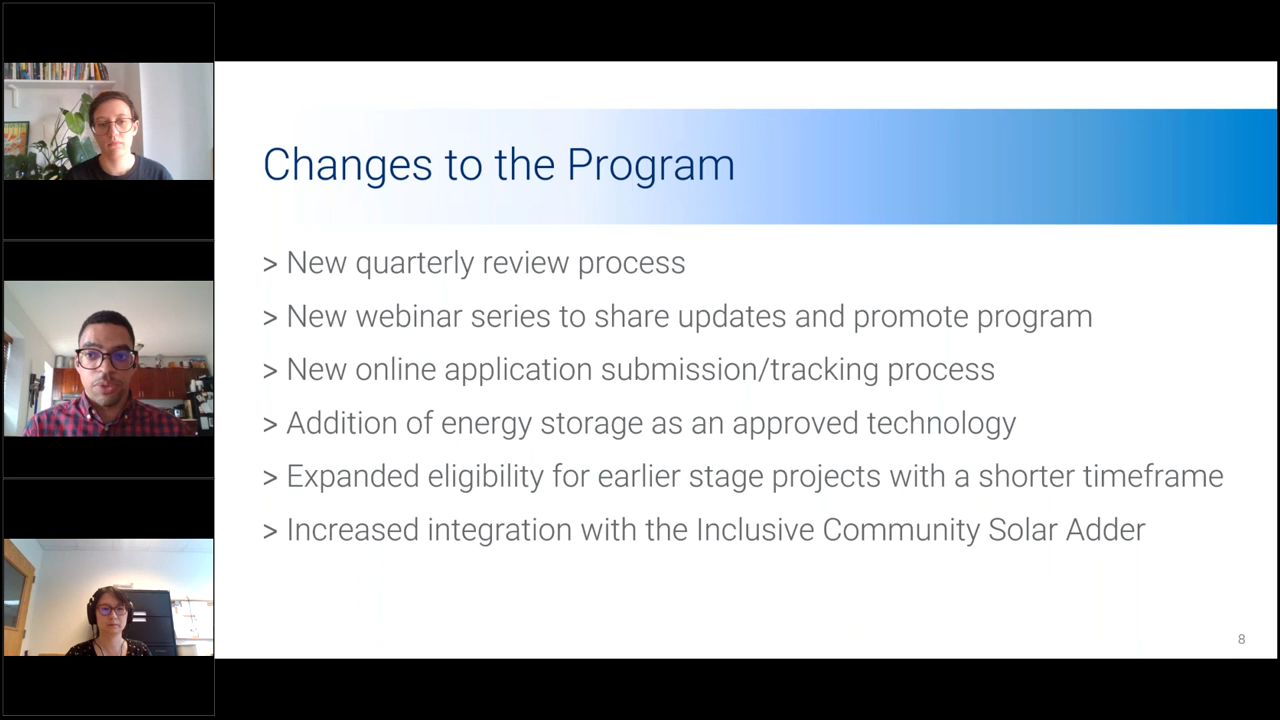 Changes to the Program
> New quarterly review process
> New webinar series to share updates and promote program
> New online application submission/tracking process
> Addition of energy storage as an approved technology
> Expanded eligibility for earlier stage projects with a shorter timeframe
> Increased integration with the Inclusive Community Solar Adder
8